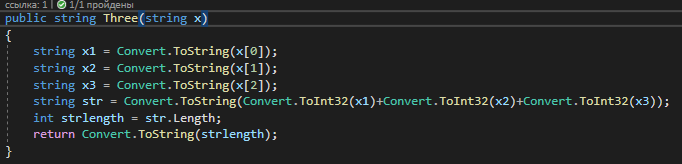 ссылка: 1 | 1/1 пройдены
public string Three(string x)
{
string x1 = Convert.ToString(x[0]);
string x2 = Convert.ToString(x[1]);
string x3 = Convert.ToString(x[2]);
string str = Convert.ToString(Convert.ToInt32(x1)+Convert.ToInt32(x2)+Convert.ToInt32(x3));
int strlength = str.Length;
return Convert.ToString(strlength);
}